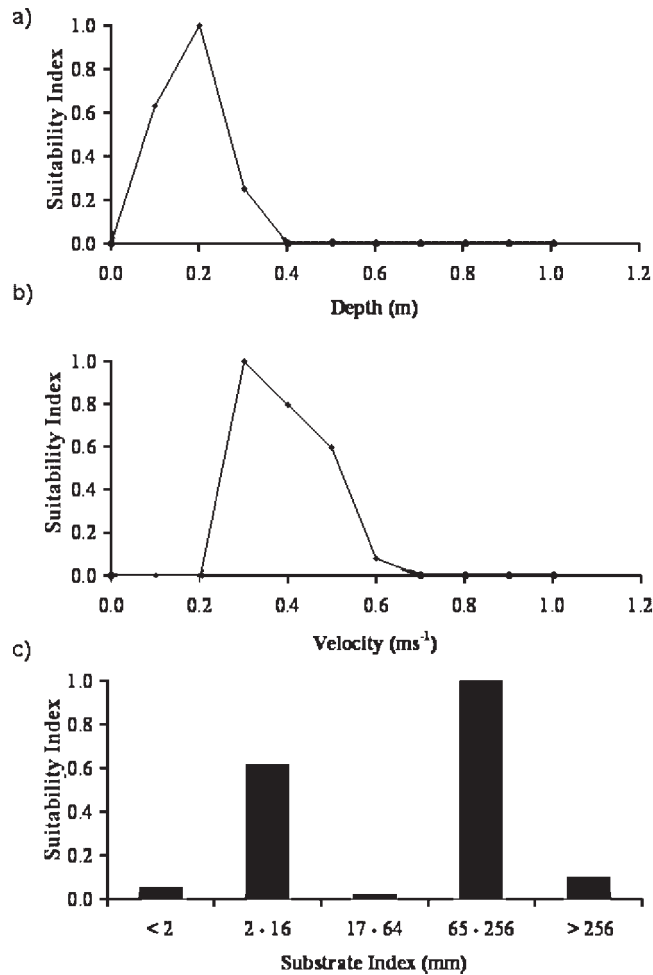 a)
Suitability Index
1.0
0.8
0.6
0.4
0.2
0.0
0.0 0.2 0.4 0.6 0.8 1.0 1.2
Depth (m)
b)
Suitability Index
1.0
0.8
0.6
0.4
0.2
0.0
0.0 0.2 0.4 0.6 0.8 1.0 1.2
Velocity (ms⁻¹)
c)
Suitability Index
1.0
0.8
0.6
0.4
0.2
0.0
< 2 2 - 16 17 - 64 65 - 256 > 256
Substrate Index (mm)